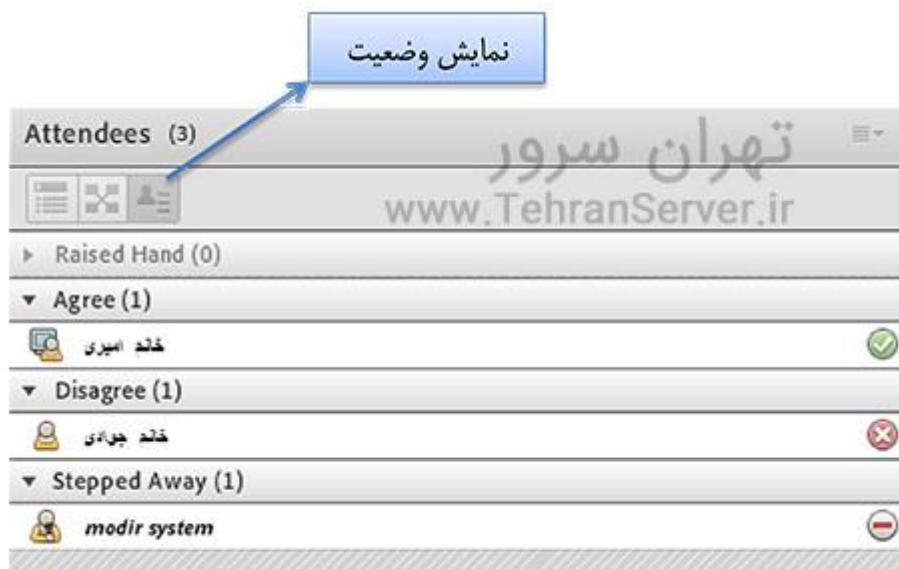 نمایش وضعیت
Attendees (3)
تهران سرور
www.TehranServer.ir
Raised Hand (0)
Agree (1)
خانم امیری
Disagree (1)
خانم جوادی
Stepped Away (1)
modir system